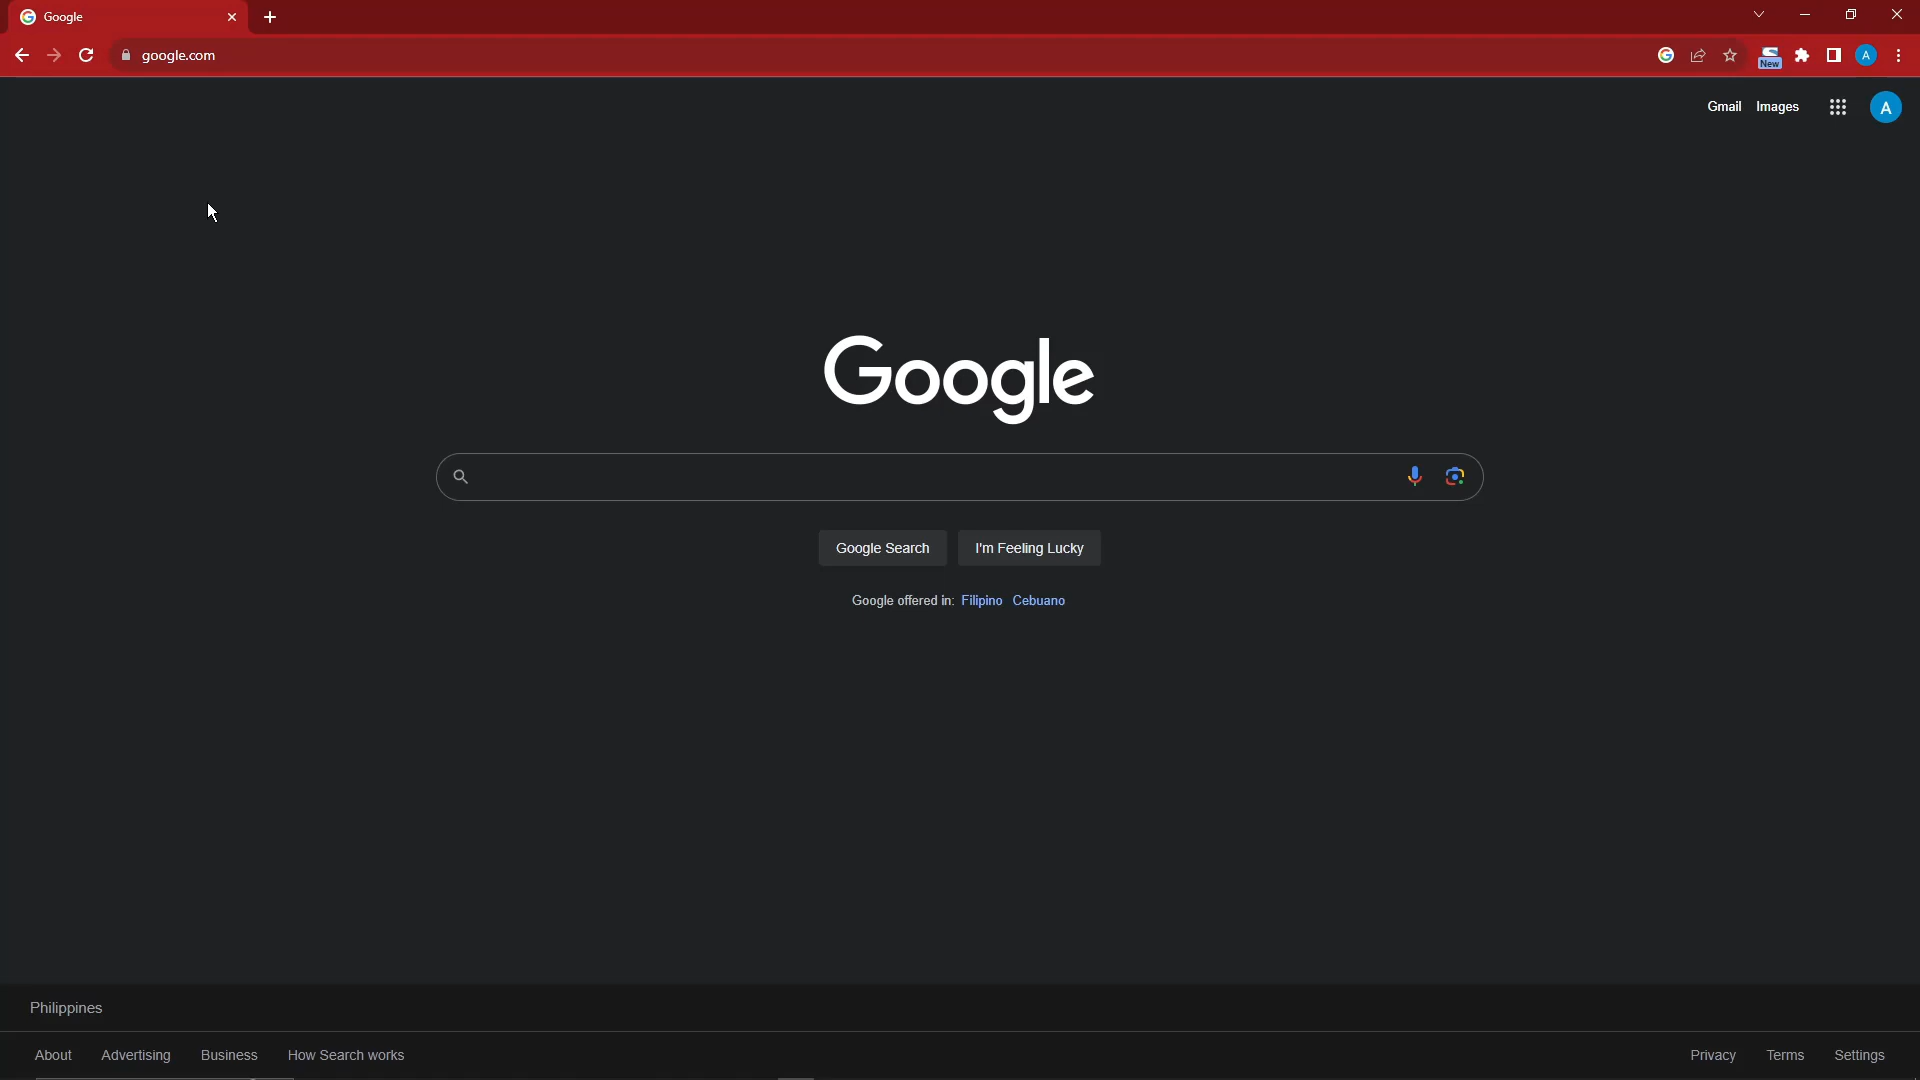 Google
google.com
New
A
Gmail Images
A
Google
Google Search I'm Feeling Lucky
Google offered in: Filipino Cebuano
Philippines
About Advertising Business How Search works Privacy Terms Settings